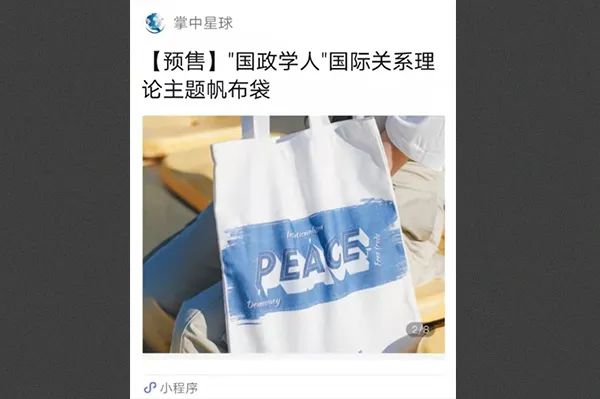 掌中星球
【预售】"国政学人"国际关系理
论主题帆布袋
PEACE
Democracy
Free trade
2/8
小程序